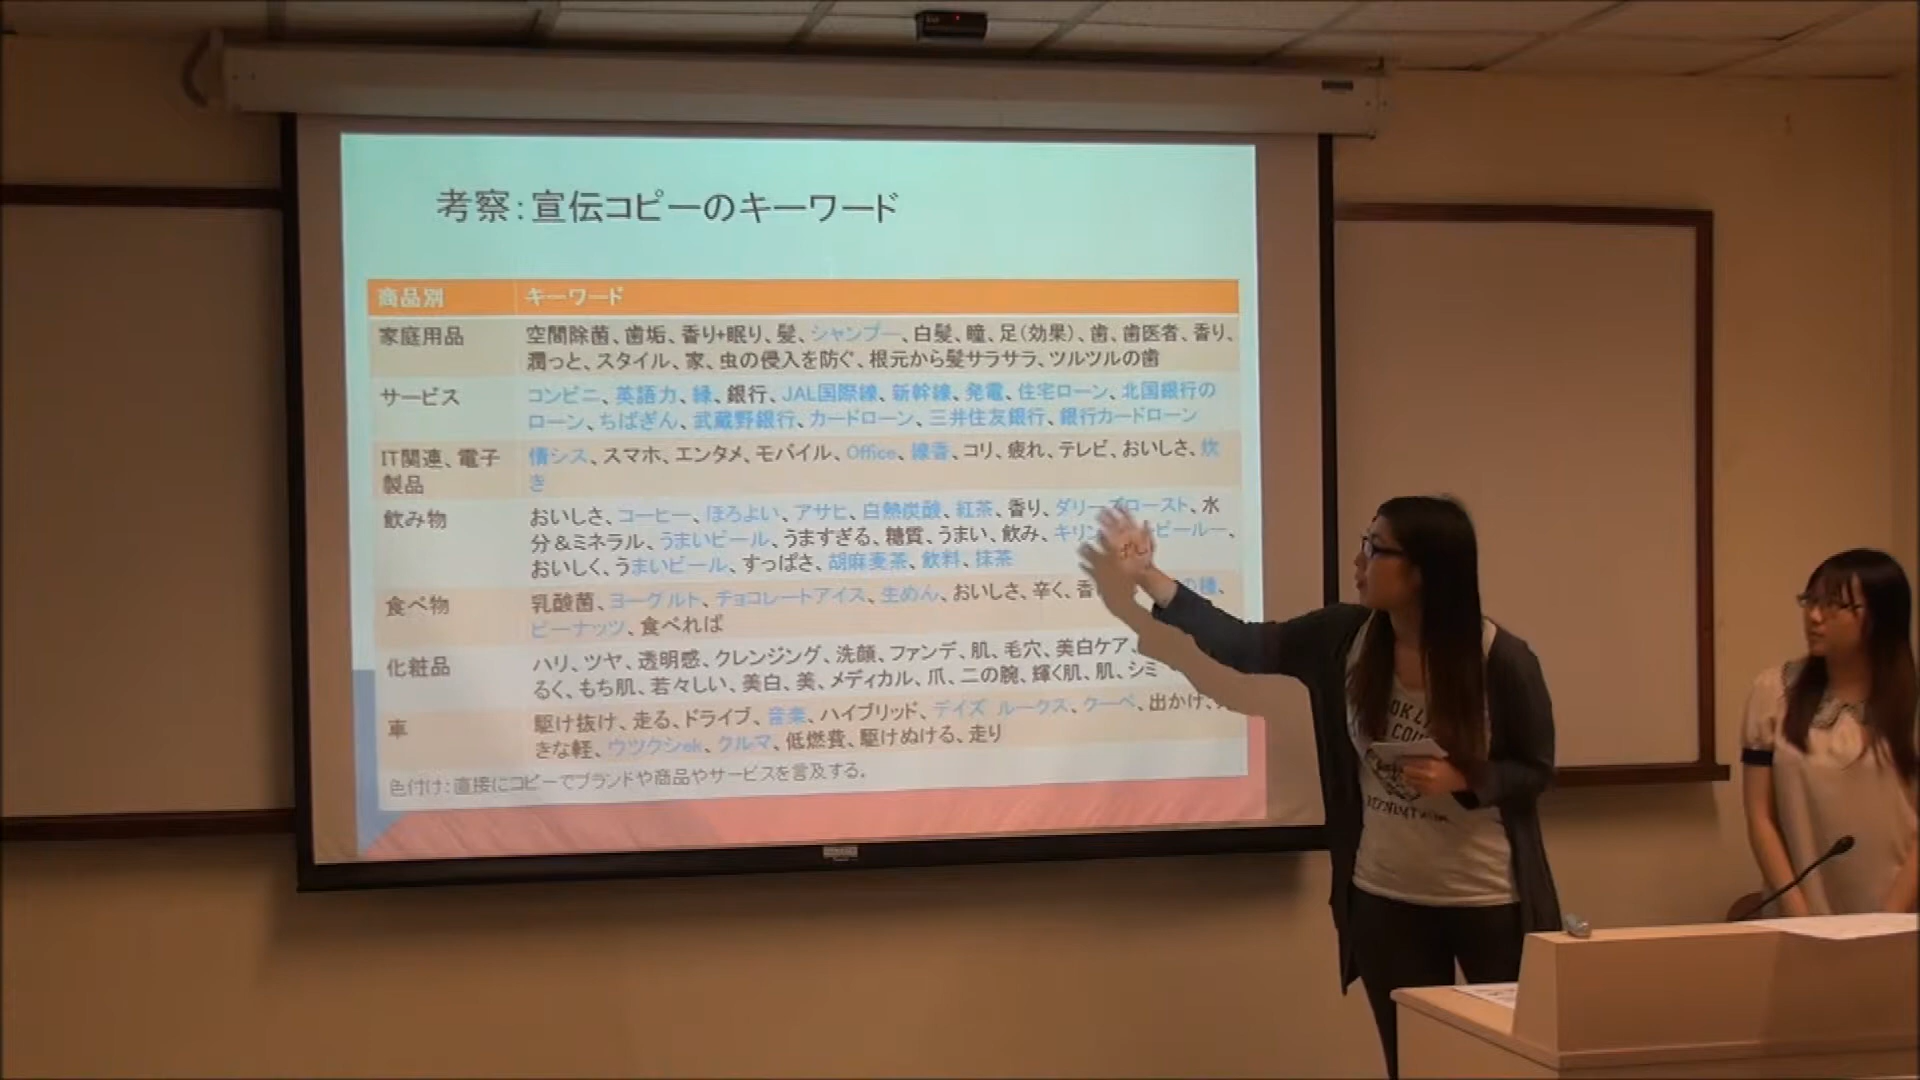 考察：宣伝コピーのキーワード
商品別 キーワード
家庭用品 空間除菌、歯垢、香り+眠り、髪、シャンプー、白髪、瞳、足（効果）、歯、歯医者、香り、
潤っと、スタイル、家、虫の侵入を防ぐ、根元から髪サラサラ、ツルツルの歯
サービス コンビニ、英語力、縁、銀行、JAL国際線、新幹線、発電、住宅ローン、北国銀行の
ローン、ちばぎん、武蔵野銀行、カードローン、三井住友銀行、銀行カードローン
IT関連、電子 情シス、スマホ、エンタメ、モバイル、Office、線香、コリ、疲れ、テレビ、おいしさ、炊
製品 き
飲み物 おいしさ、コーヒー、ほろよい、アサヒ、白熱炭酸、紅茶、香り、ダリーズロースト、水
分＆ミネラル、うまいビール、うますぎる、糖質、うまい、飲み、キリン ビールー、
おいしく、うまいビール、すっぱさ、胡麻麦茶、飲料、抹茶
食べ物 乳酸菌、ヨーグルト、チョコレートアイス、生めん、おいしさ、辛く、香 の種、
ピーナッツ、食べれば
化粧品 ハリ、ツヤ、透明感、クレンジング、洗顔、ファンデ、肌、毛穴、美白ケア、
るく、もち肌、若々しい、美白、美、メディカル、爪、二の腕、輝く肌、肌、シミ
車 駆け抜け、走る、ドライブ、音楽、ハイブリッド、デイズ ルークス、クーペ、出かけ、
きな軽、ウツクシek、クルマ、低燃費、駆けぬける、走り
色付け：直接にコピーでブランドや商品やサービスを言及する。